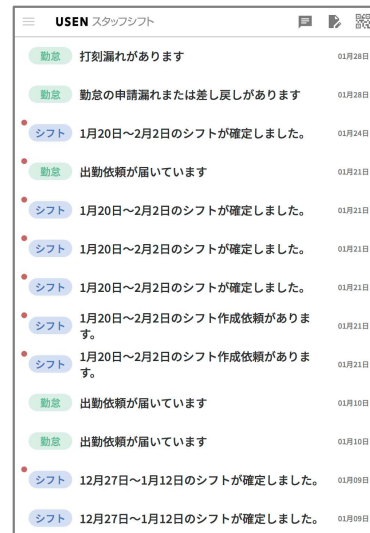 USEN スタッフシフト
勤怠 打刻漏れがあります 01月28日
勤怠 勤怠の申請漏れまたは差し戻しがあります 01月28日
シフト 1月20日〜2月2日のシフトが確定しました。 01月24日
勤怠 出勤依頼が届いています 01月21日
シフト 1月20日〜2月2日のシフトが確定しました。 01月21日
シフト 1月20日〜2月2日のシフトが確定しました。 01月21日
シフト 1月20日〜2月2日のシフトが確定しました。 01月21日
シフト 1月20日〜2月2日のシフト作成依頼がありま
す。 01月21日
シフト 1月20日〜2月2日のシフト作成依頼がありま
す。 01月21日
勤怠 出勤依頼が届いています 01月10日
勤怠 出勤依頼が届いています 01月10日
シフト 12月27日〜1月12日のシフトが確定しました。 01月09日
シフト 12月27日〜1月12日のシフトが確定しました。 01月09日